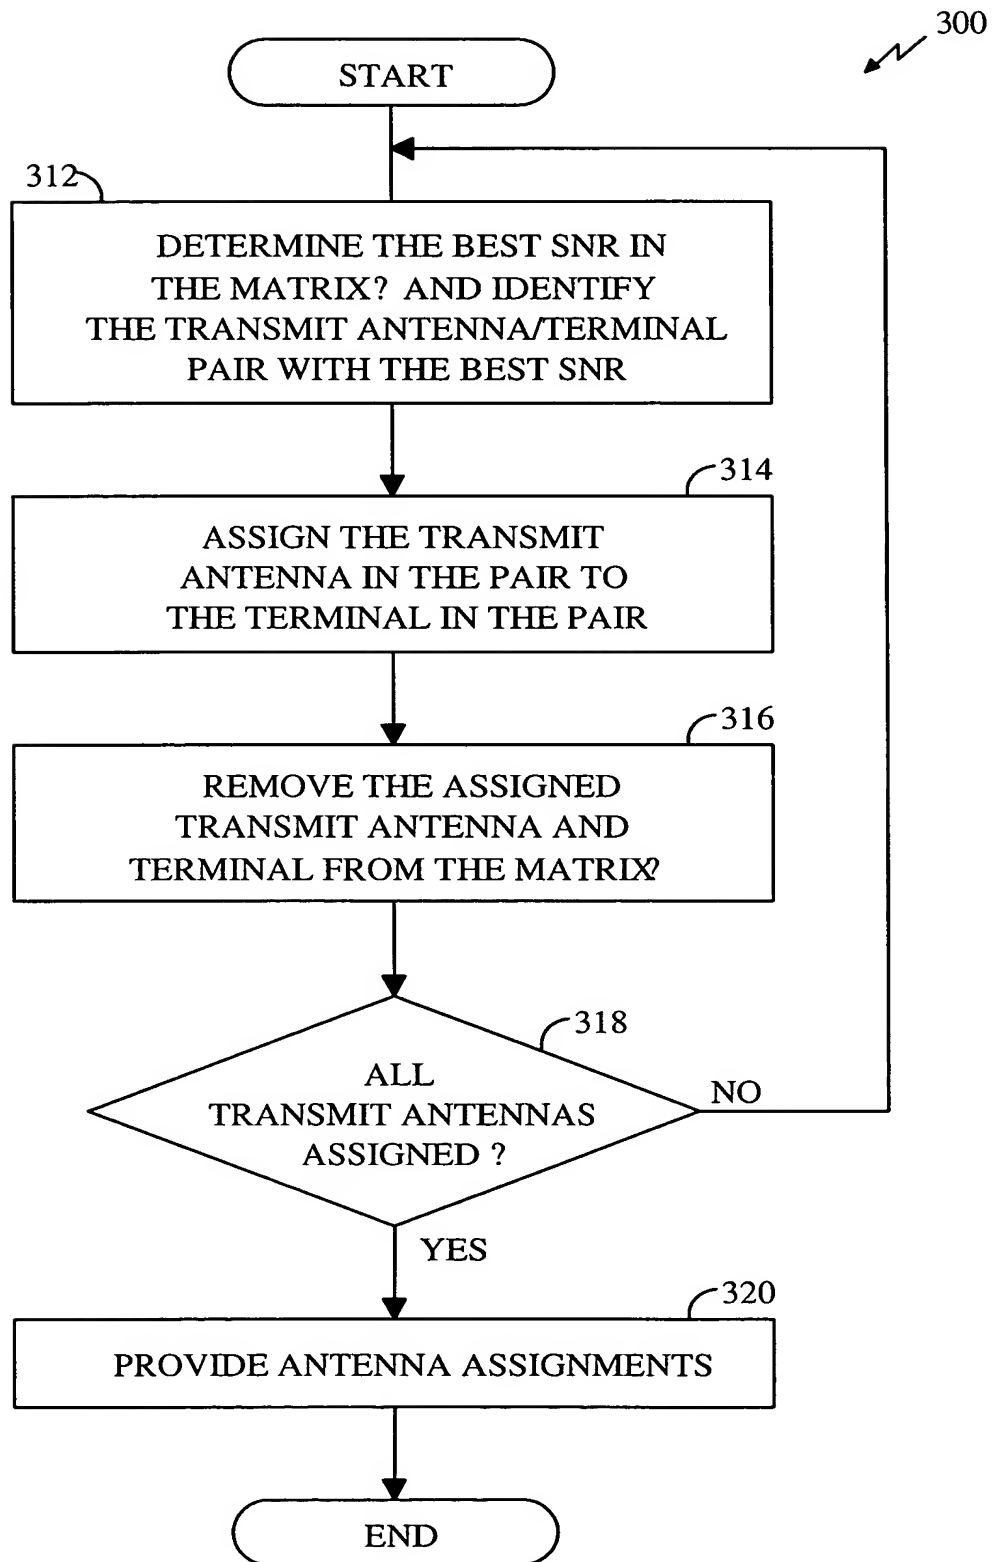 300
START
312
DETERMINE THE BEST SNR IN
THE MATRIX? AND IDENTIFY
THE TRANSMIT ANTENNA/TERMINAL
PAIR WITH THE BEST SNR
314
ASSIGN THE TRANSMIT
ANTENNA IN THE PAIR TO
THE TERMINAL IN THE PAIR
316
REMOVE THE ASSIGNED
TRANSMIT ANTENNA AND
TERMINAL FROM THE MATRIX?
318
ALL
TRANSMIT ANTENNAS
ASSIGNED ?
NO
YES
320
PROVIDE ANTENNA ASSIGNMENTS
END